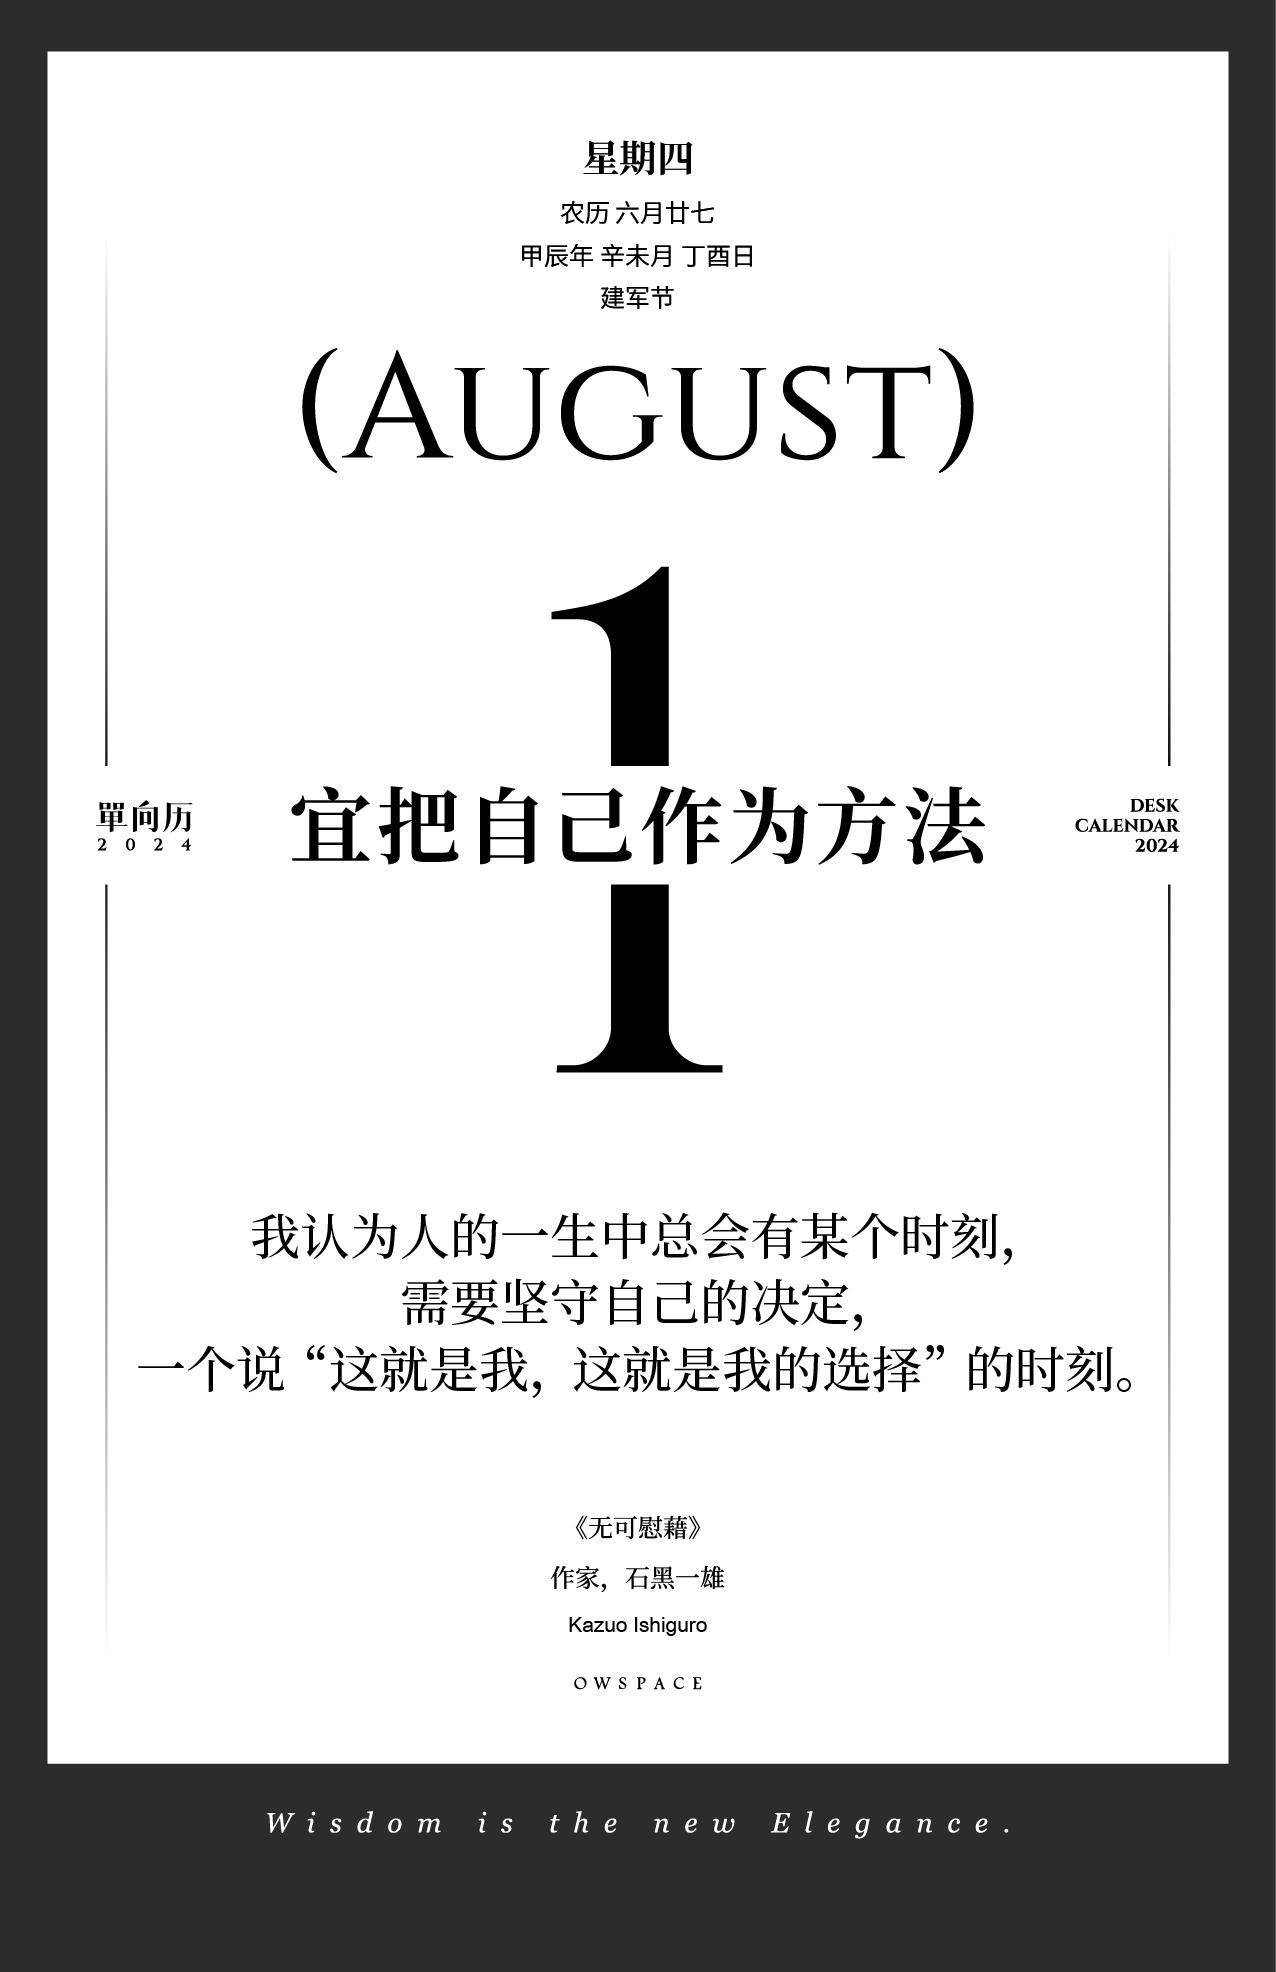 星期四
农历 六月廿七
甲辰年 辛未月 丁酉日
建军节
(AUGUST)
1
單向历
2024
宜把自己作为方法
DESK
CALENDAR
2024
我认为人的一生中总会有某个时刻，
需要坚守自己的决定，
一个说“这就是我，这就是我的选择”的时刻。
《无可慰藉》
作家，石黑一雄
Kazuo Ishiguro
OWSPACE
Wisdom is the new Elegance.